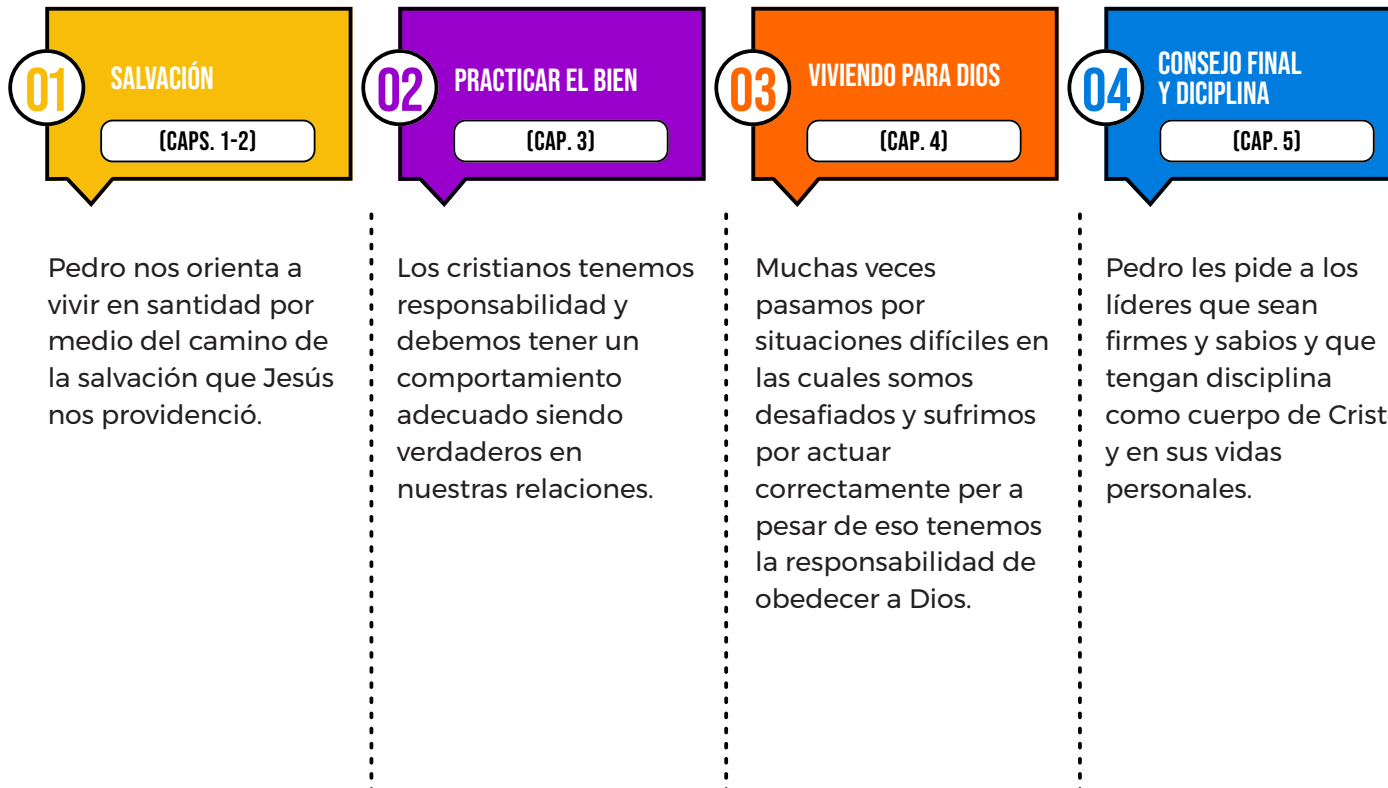 01
SALVACIÓN
(CAPS. 1-2)
Pedro nos orienta a
vivir en santidad por
medio del camino de
la salvación que Jesús
nos providenció.
02
PRACTICAR EL BIEN
(CAP. 3)
Los cristianos tenemos
responsabilidad y
debemos tener un
comportamiento
adecuado siendo
verdaderos en
nuestras relaciones.
03
VIVIENDO PARA DIOS
(CAP. 4)
Muchas veces
pasamos por
situaciones difíciles en
las cuales somos
desafiados y sufrimos
por actuar
correctamente per a
pesar de eso tenemos
la responsabilidad de
obedecer a Dios.
04
CONSEJO FINAL
Y DICIPLINA
(CAP. 5)
Pedro les pide a los
líderes que sean
firmes y sabios y que
tengan disciplina
como cuerpo de Cristo
y en sus vidas
personales.